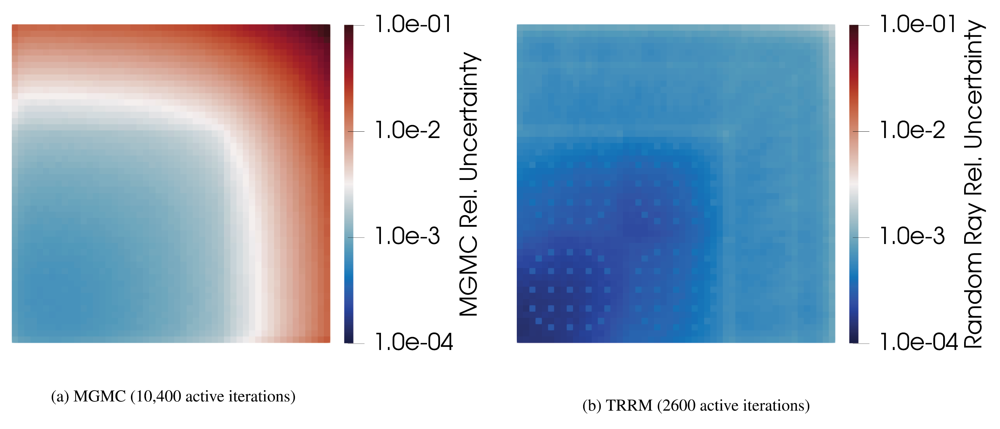 1.0e-01
1.0e-2
1.0e-3
1.0e-04
MGMC Rel. Uncertainty
1.0e-01
1.0e-2
1.0e-3
1.0e-04
Random Ray Rel. Uncertainty
(a) MGMC (10,400 active iterations)
(b) TRRM (2600 active iterations)